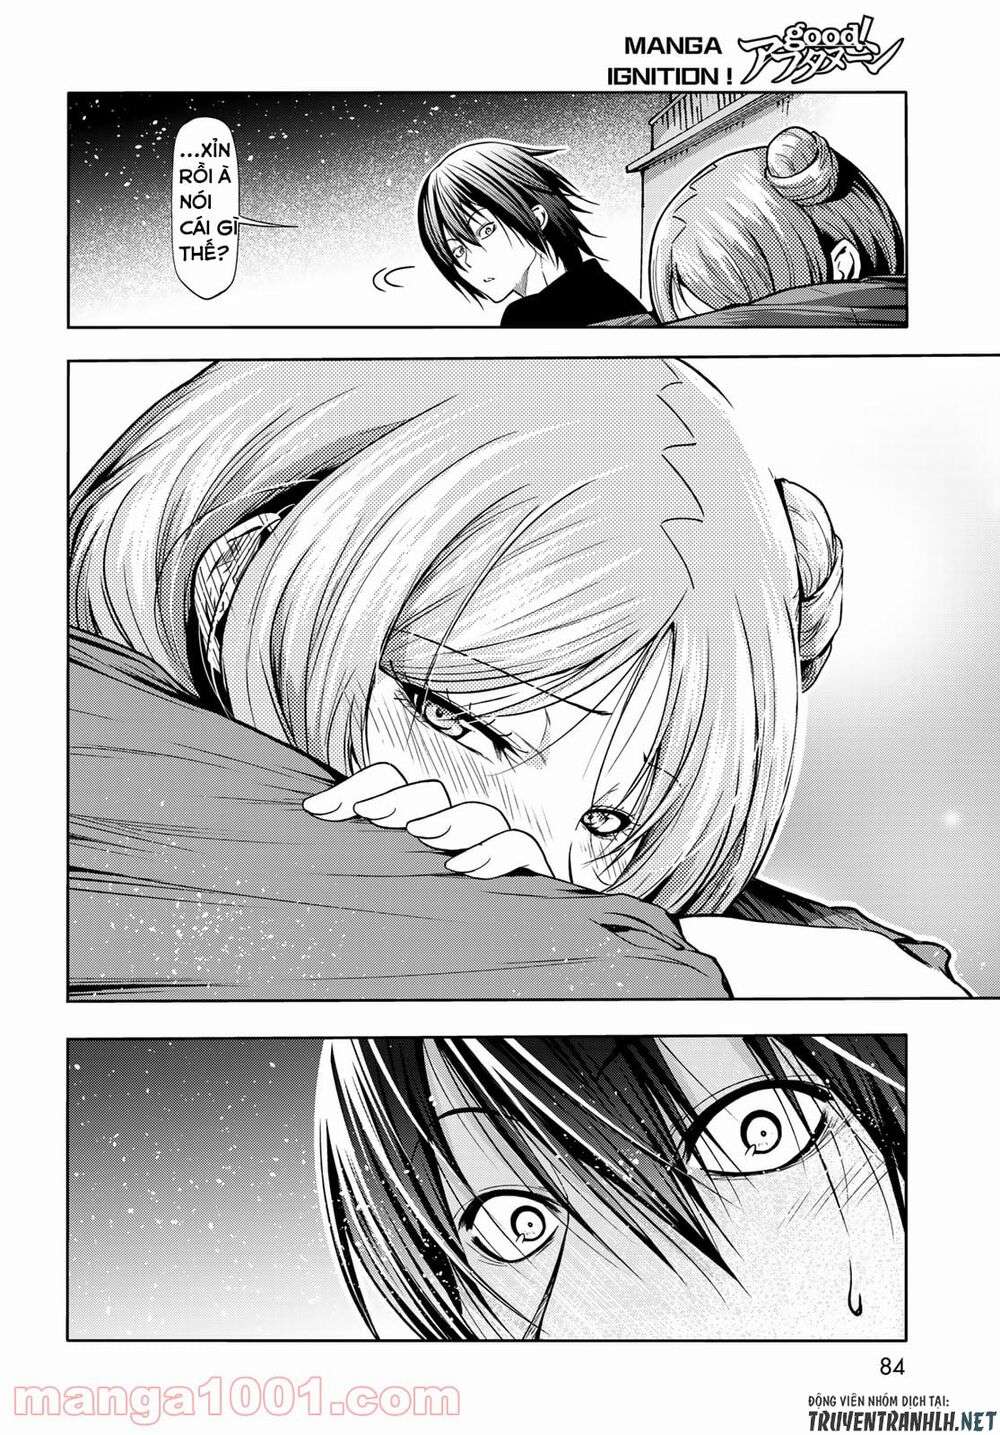 MANGA
IGNITION!
good!
アフタヌーン
...XỈN
RỒI À
NÓI
CÁI GÌ
THẾ?
84
manga1001.com
ĐỘNG VIÊN NHÓM DỊCH TẠI:
TRUYENTRANHLH.NET